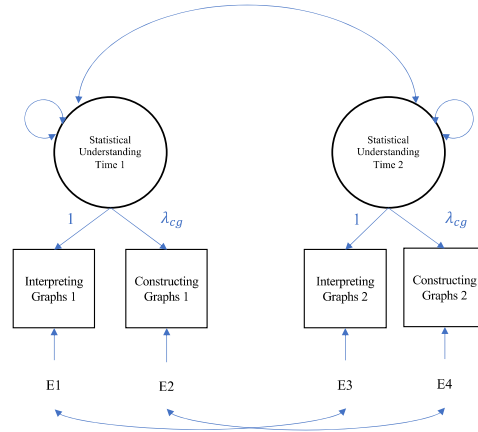 Statistical
Understanding
Time 1
Statistical
Understanding
Time 2
1
λcg
1
λcg
Interpreting
Graphs 1
Constructing
Graphs 1
Interpreting
Graphs 2
Constructing
Graphs 2
E1
E2
E3
E4